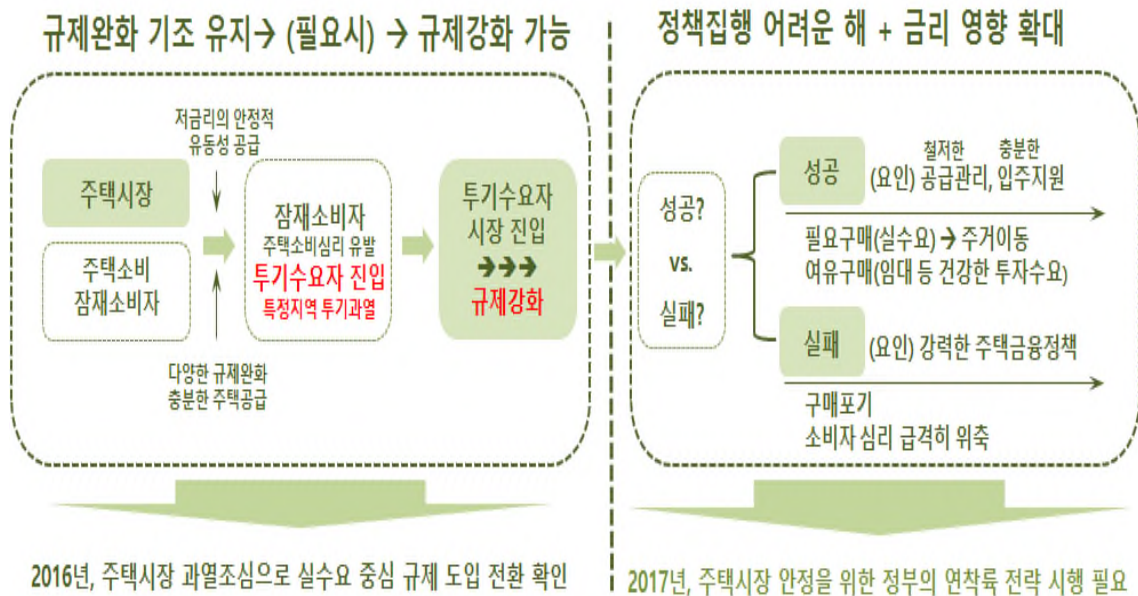 규제완화 기조 유지→ (필요시) → 규제강화 가능
저금리의 안정적
유동성 공급
주택시장
주택소비
잠재소비자
다양한 규제완화
충분한 주택공급
잠재소비자
주택소비심리 유발
투기수요자 진입
특정지역 투기과열
투기수요자
시장 진입
→→→
규제강화
2016년, 주택시장 과열조심으로 실수요 중심 규제 도입 전환 확인
정책집행 어려운 해 + 금리 영향 확대
성공?
vs.
실패?
성공
철저한 충분한
(요인) 공급관리, 입주지원
필요구매(실수요) → 주거이동
여유구매(임대 등 건강한 투자수요)
실패
(요인) 강력한 주택금융정책
구매포기
소비자 심리 급격히 위축
2017년, 주택시장 안정을 위한 정부의 연착륙 전략 시행 필요